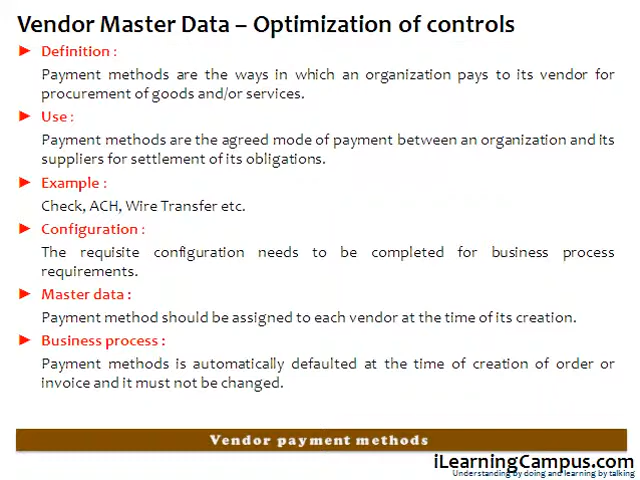 Vendor Master Data – Optimization of controls
► Definition :
Payment methods are the ways in which an organization pays to its vendor for
procurement of goods and/or services.
► Use :
Payment methods are the agreed mode of payment between an organization and its
suppliers for settlement of its obligations.
► Example :
Check, ACH, Wire Transfer etc.
► Configuration :
The requisite configuration needs to be completed for business process
requirements.
► Master data :
Payment method should be assigned to each vendor at the time of its creation.
► Business process :
Payment methods is automatically defaulted at the time of creation of order or
invoice and it must not be changed.
Vendor payment methods
iLearningCampus.com
Understanding by doing and learning by talking